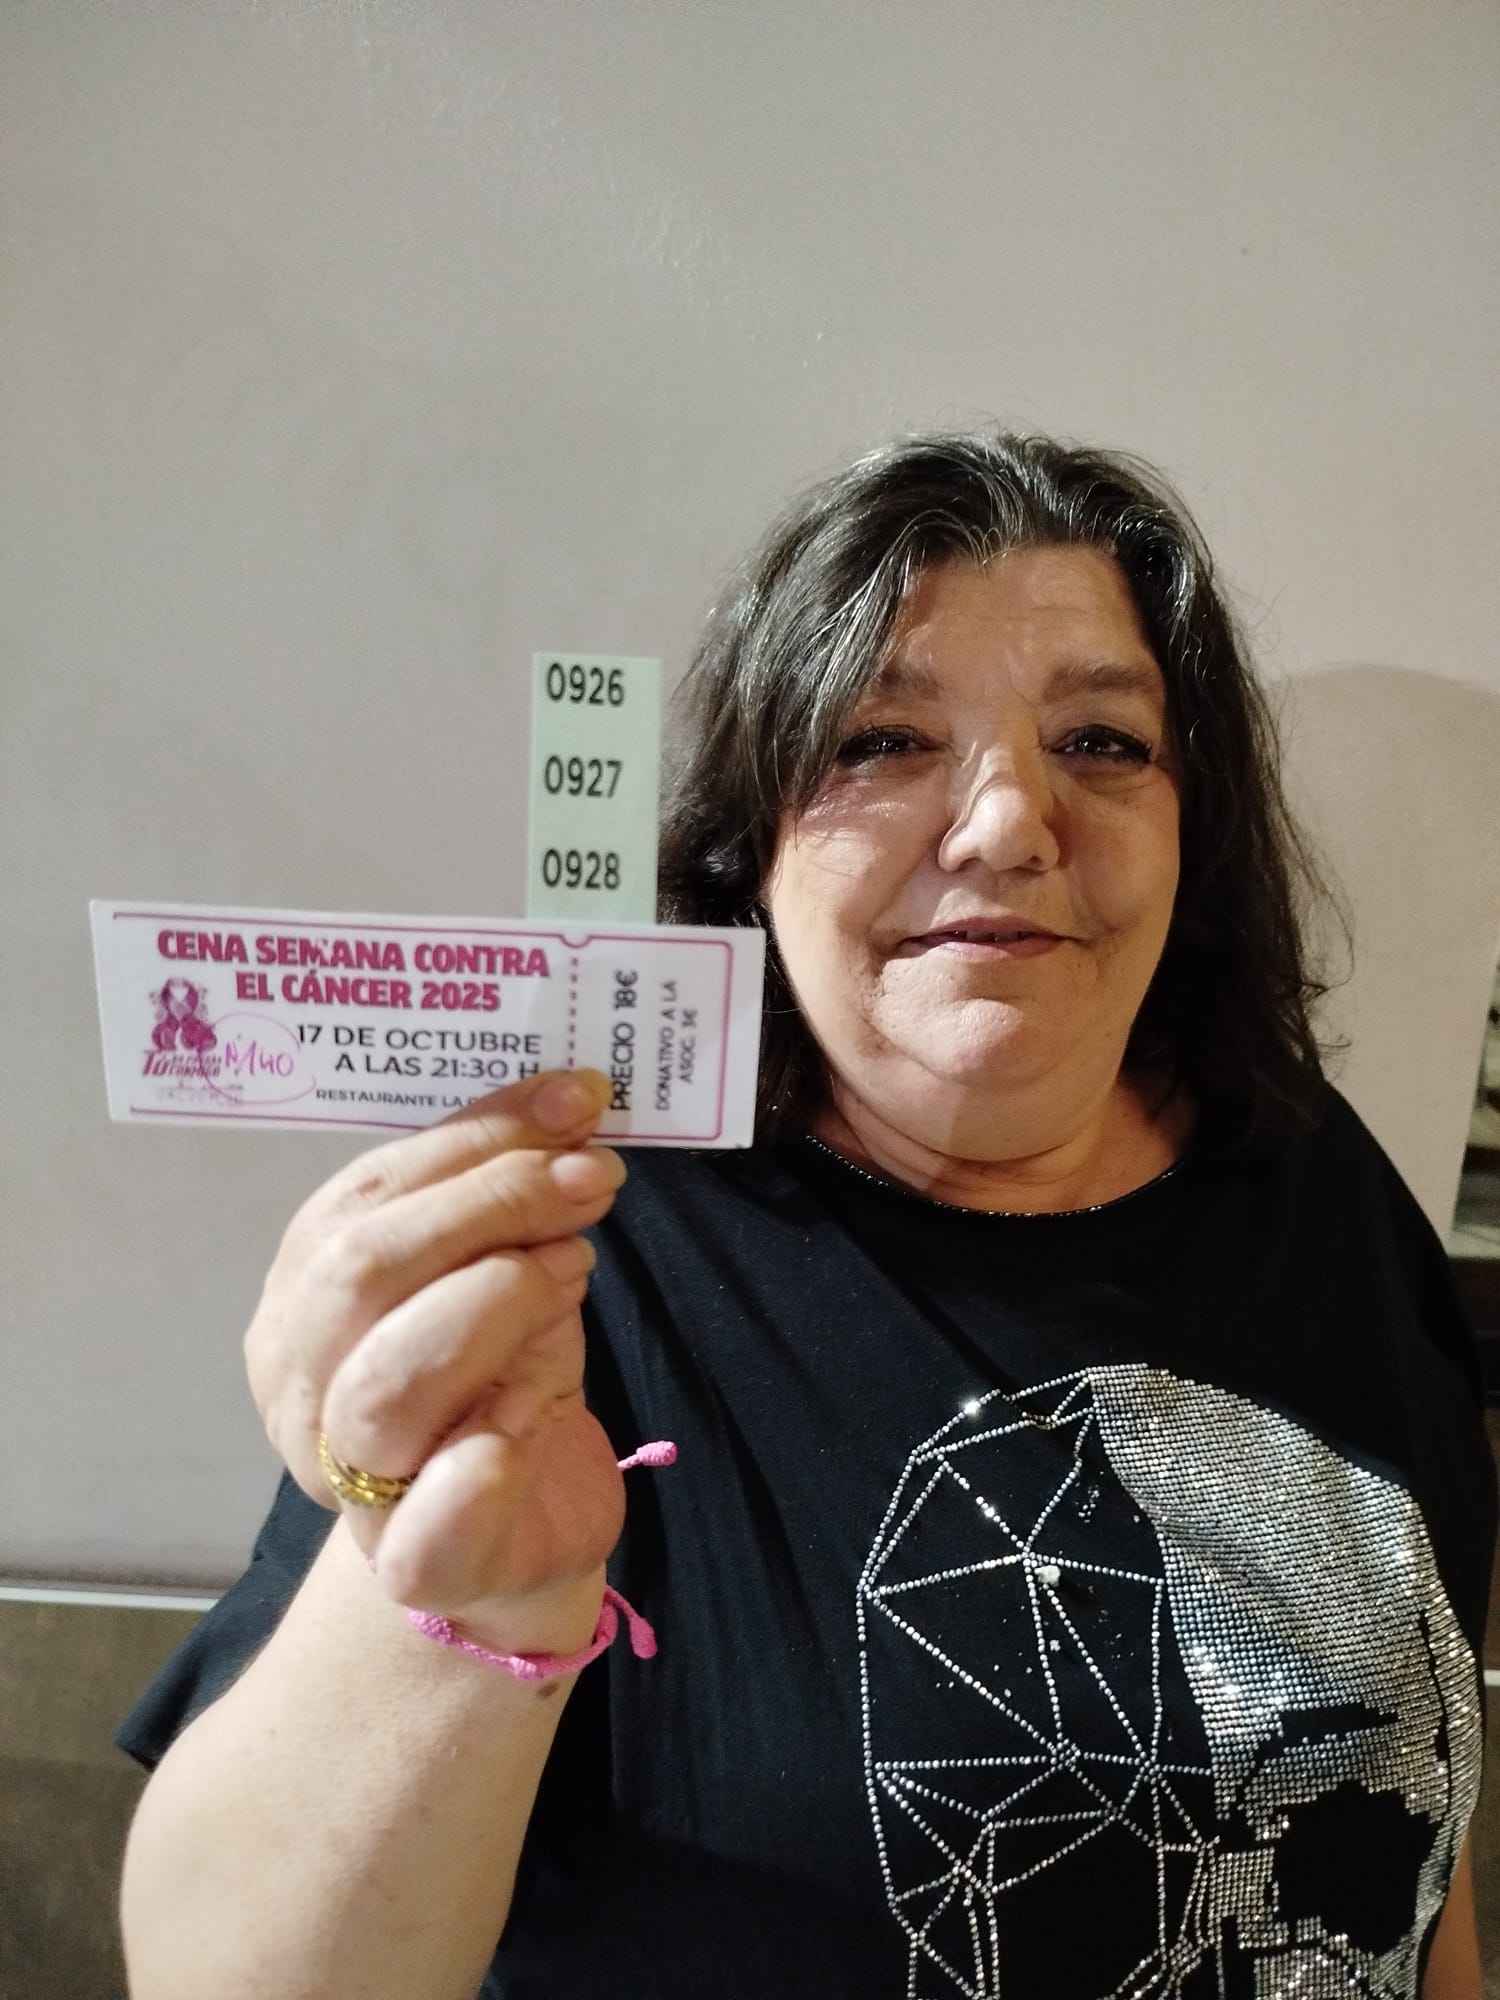 0926
0927
0928
CENA SEMANA CONTRA
EL CÁNCER 2025
17 DE OCTUBRE
A LAS 21:30 H
RESTAURANTE LA
Nº140
PRECIO 18€
DONATIVO A LA
ASOC. 3€